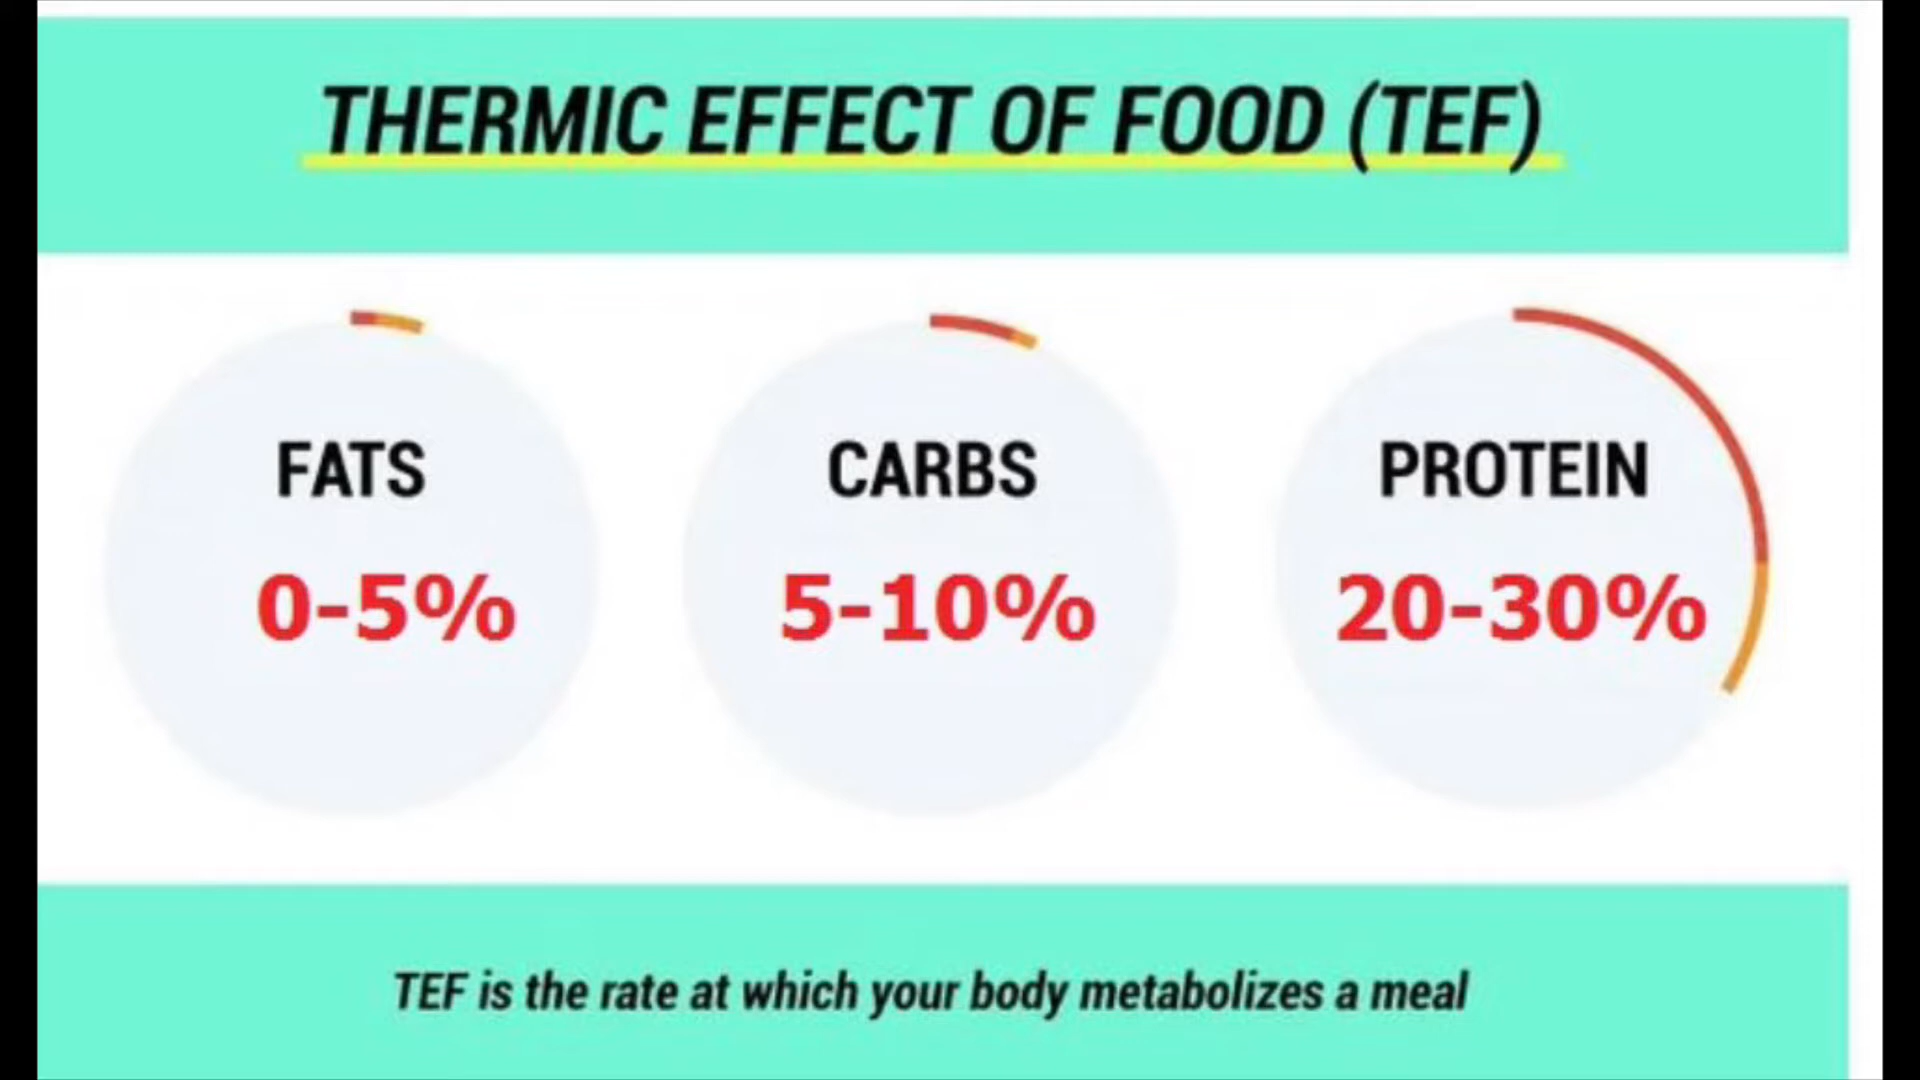 THERMIC EFFECT OF FOOD (TEF)
FATS
0-5%
CARBS
5-10%
PROTEIN
20-30%
TEF is the rate at which your body metabolizes a meal